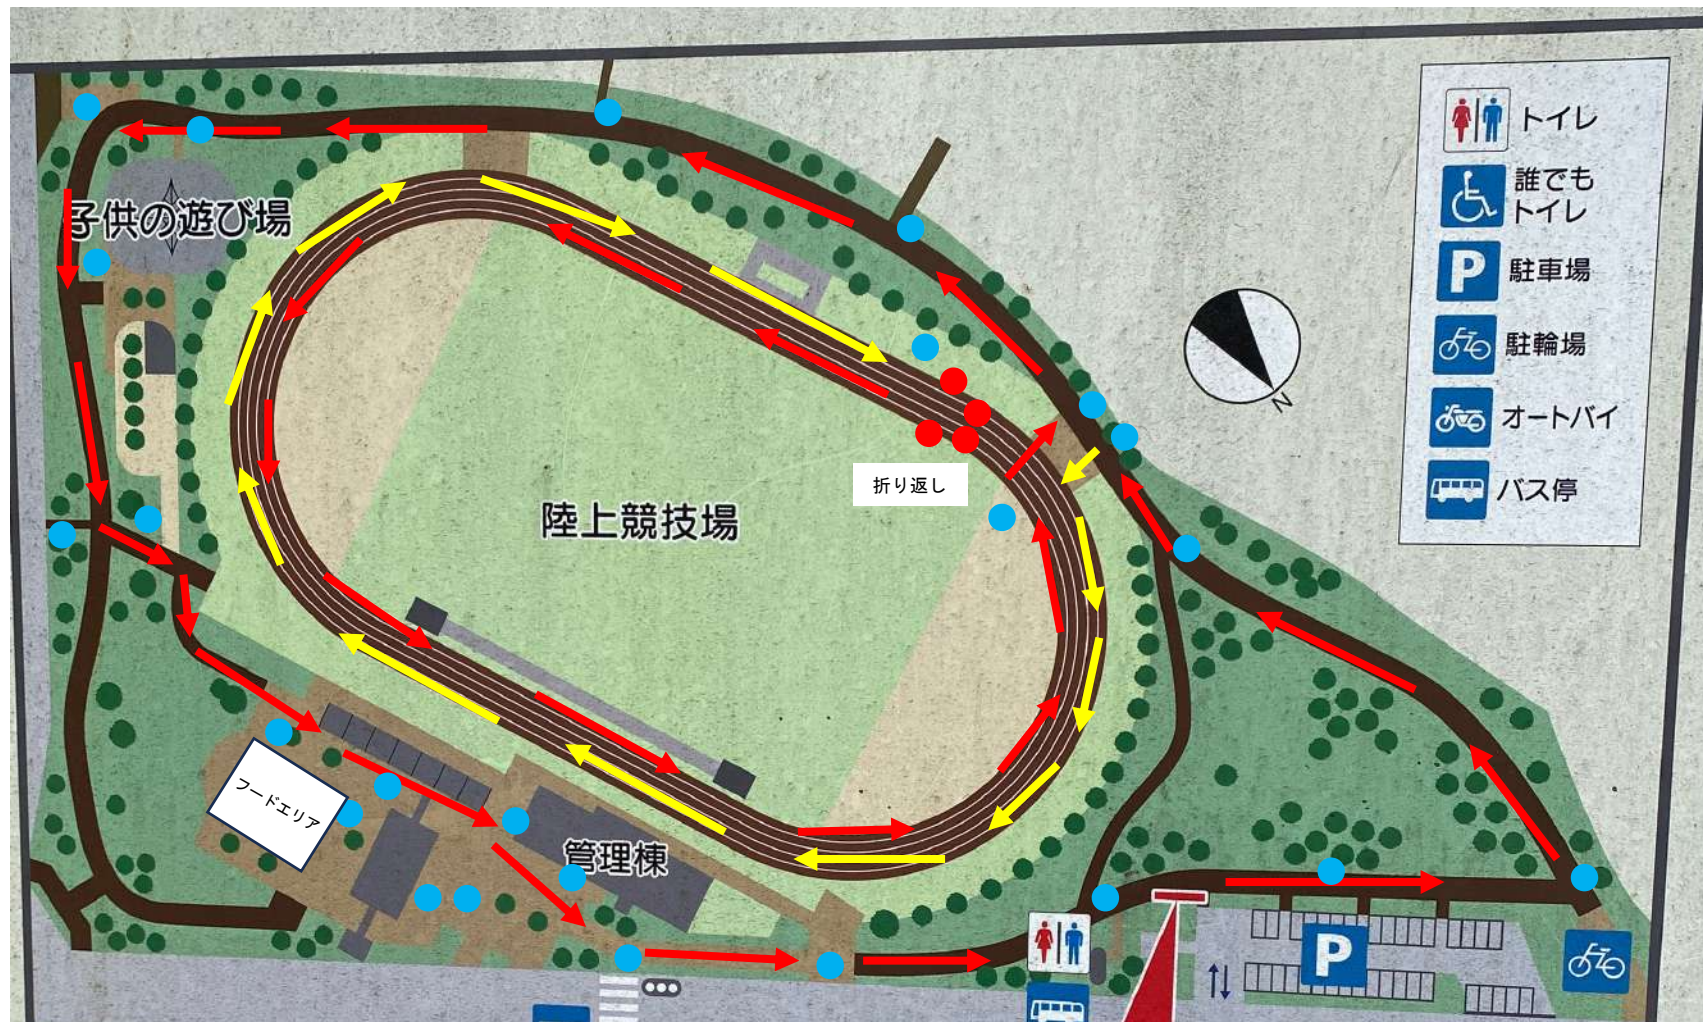 子供の遊び場
陸上競技場
折り返し
フードエリア
管理棟
P
N
トイレ
誰でも
トイレ
P
駐車場
駐輪場
オートバイ
バス停